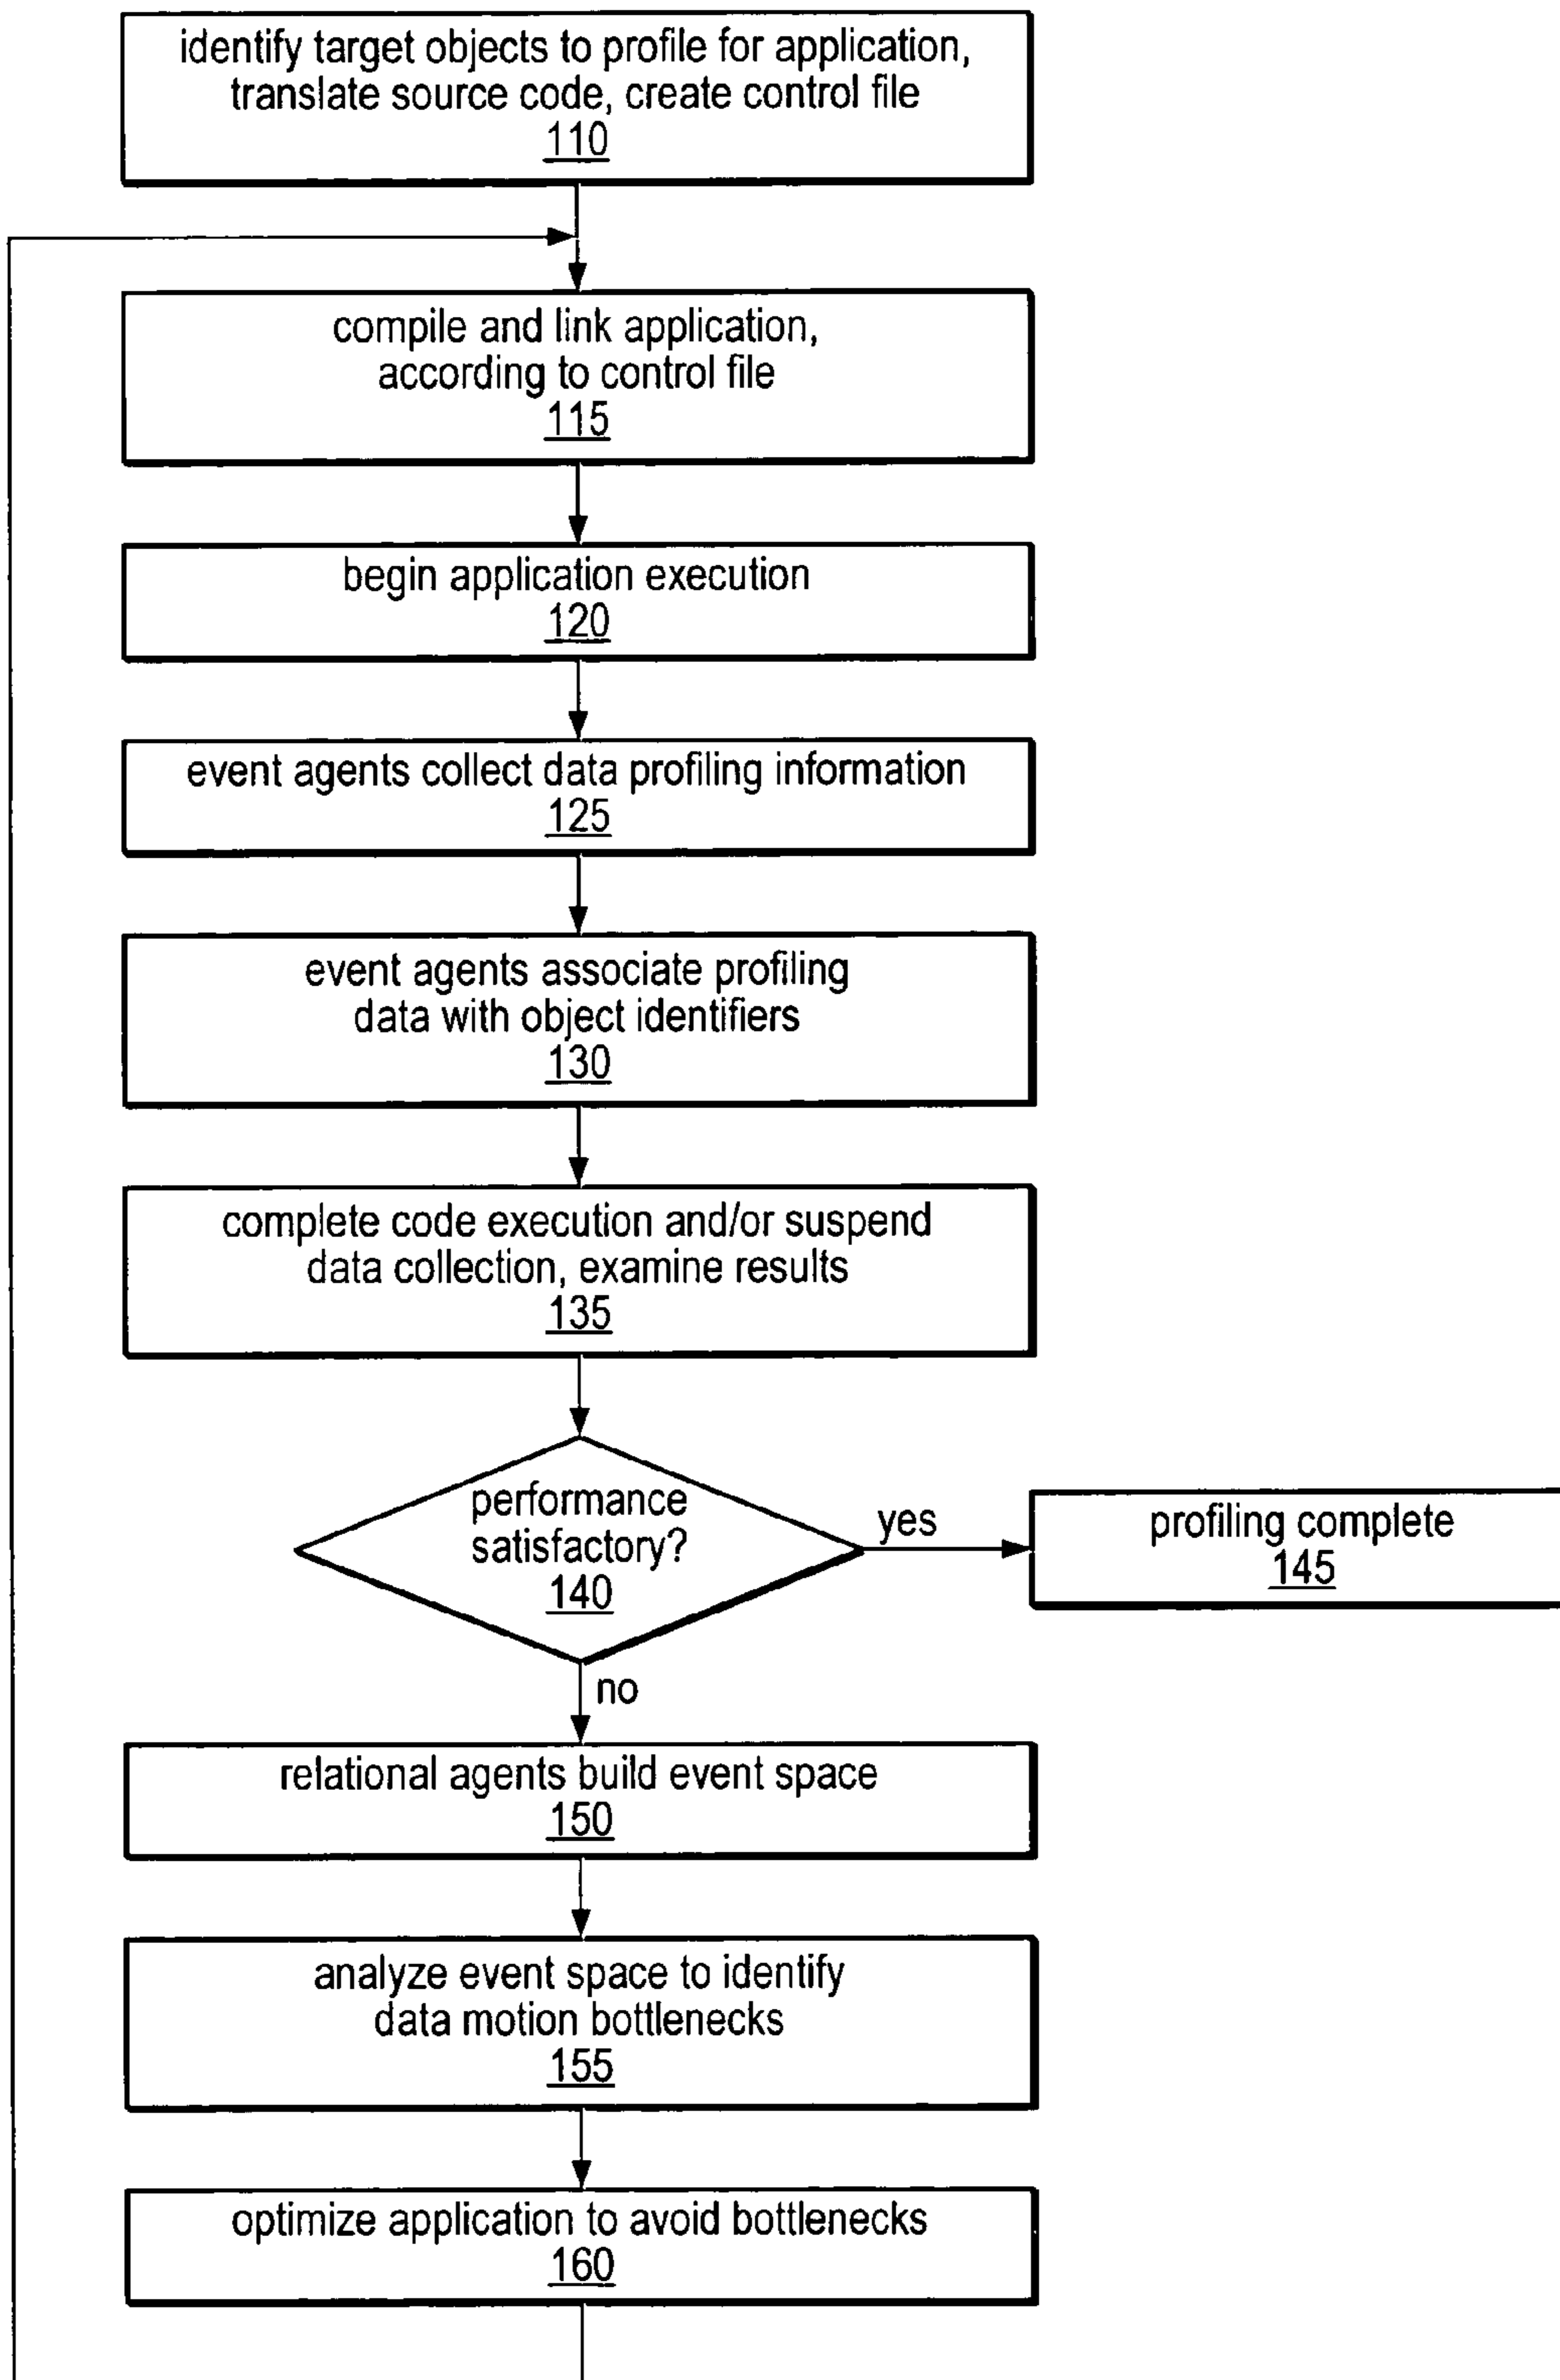 identify target objects to profile for application,
translate source code, create control file
110
compile and link application,
according to control file
115
begin application execution
120
event agents collect data profiling information
125
event agents associate profiling
data with object identifiers
130
complete code execution and/or suspend
data collection, examine results
135
performance
satisfactory?
140
yes
profiling complete
145
no
relational agents build event space
150
analyze event space to identify
data motion bottlenecks
155
optimize application to avoid bottlenecks
160